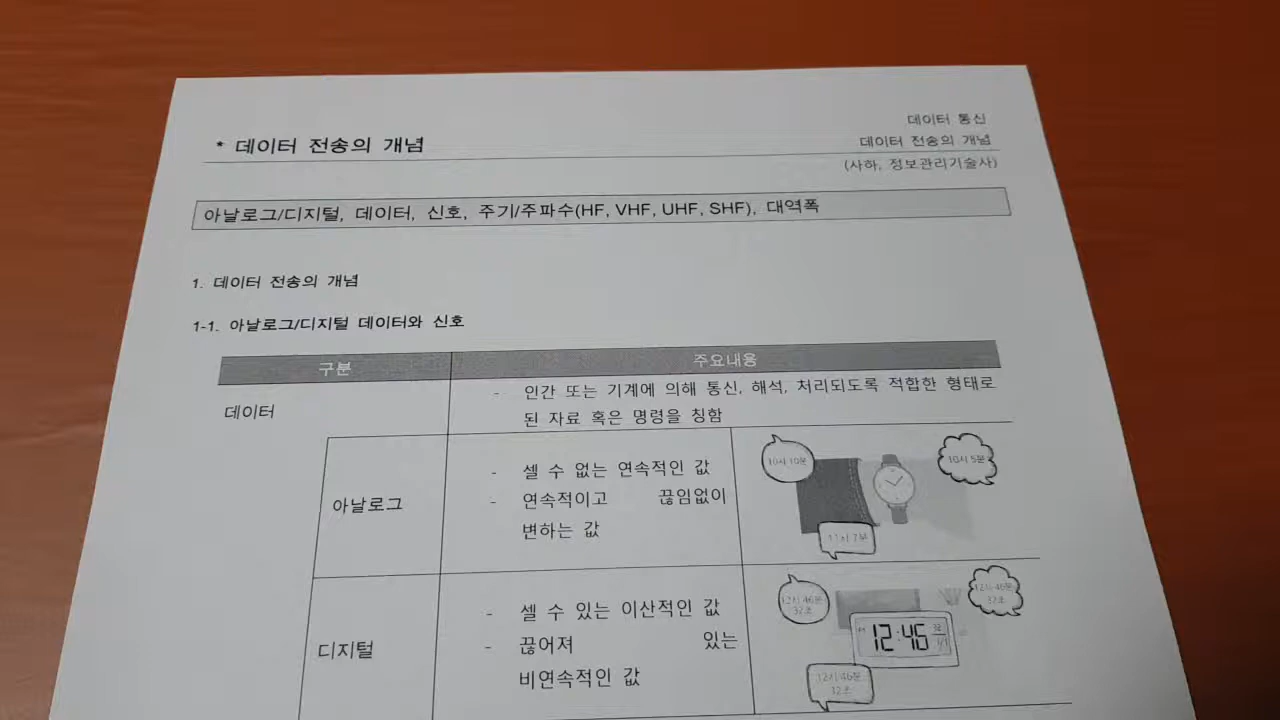 데이터 통신
* 데이터 전송의 개념
데이터 전송의 개념
(사하, 정보관리기술사)
아날로그/디지털, 데이터, 신호, 주기/주파수(HF, VHF, UHF, SHF), 대역폭
1. 데이터 전송의 개념
1-1. 아날로그/디지털 데이터와 신호
구분
주요내용
데이터
- 인간 또는 기계에 의해 통신, 해석, 처리되도록 적합한 형태로
된 자료 혹은 명령을 칭함
아날로그
- 셀 수 없는 연속적인 값
- 연속적이고 끊임없이
변하는 값
10시 10분
10시 5분
11시 7분
디지털
- 셀 수 있는 이산적인 값
- 끊어져 있는
비연속적인 값
12시 46분
32초
12시 46분
32초
12:46
32
12시 46분
32초